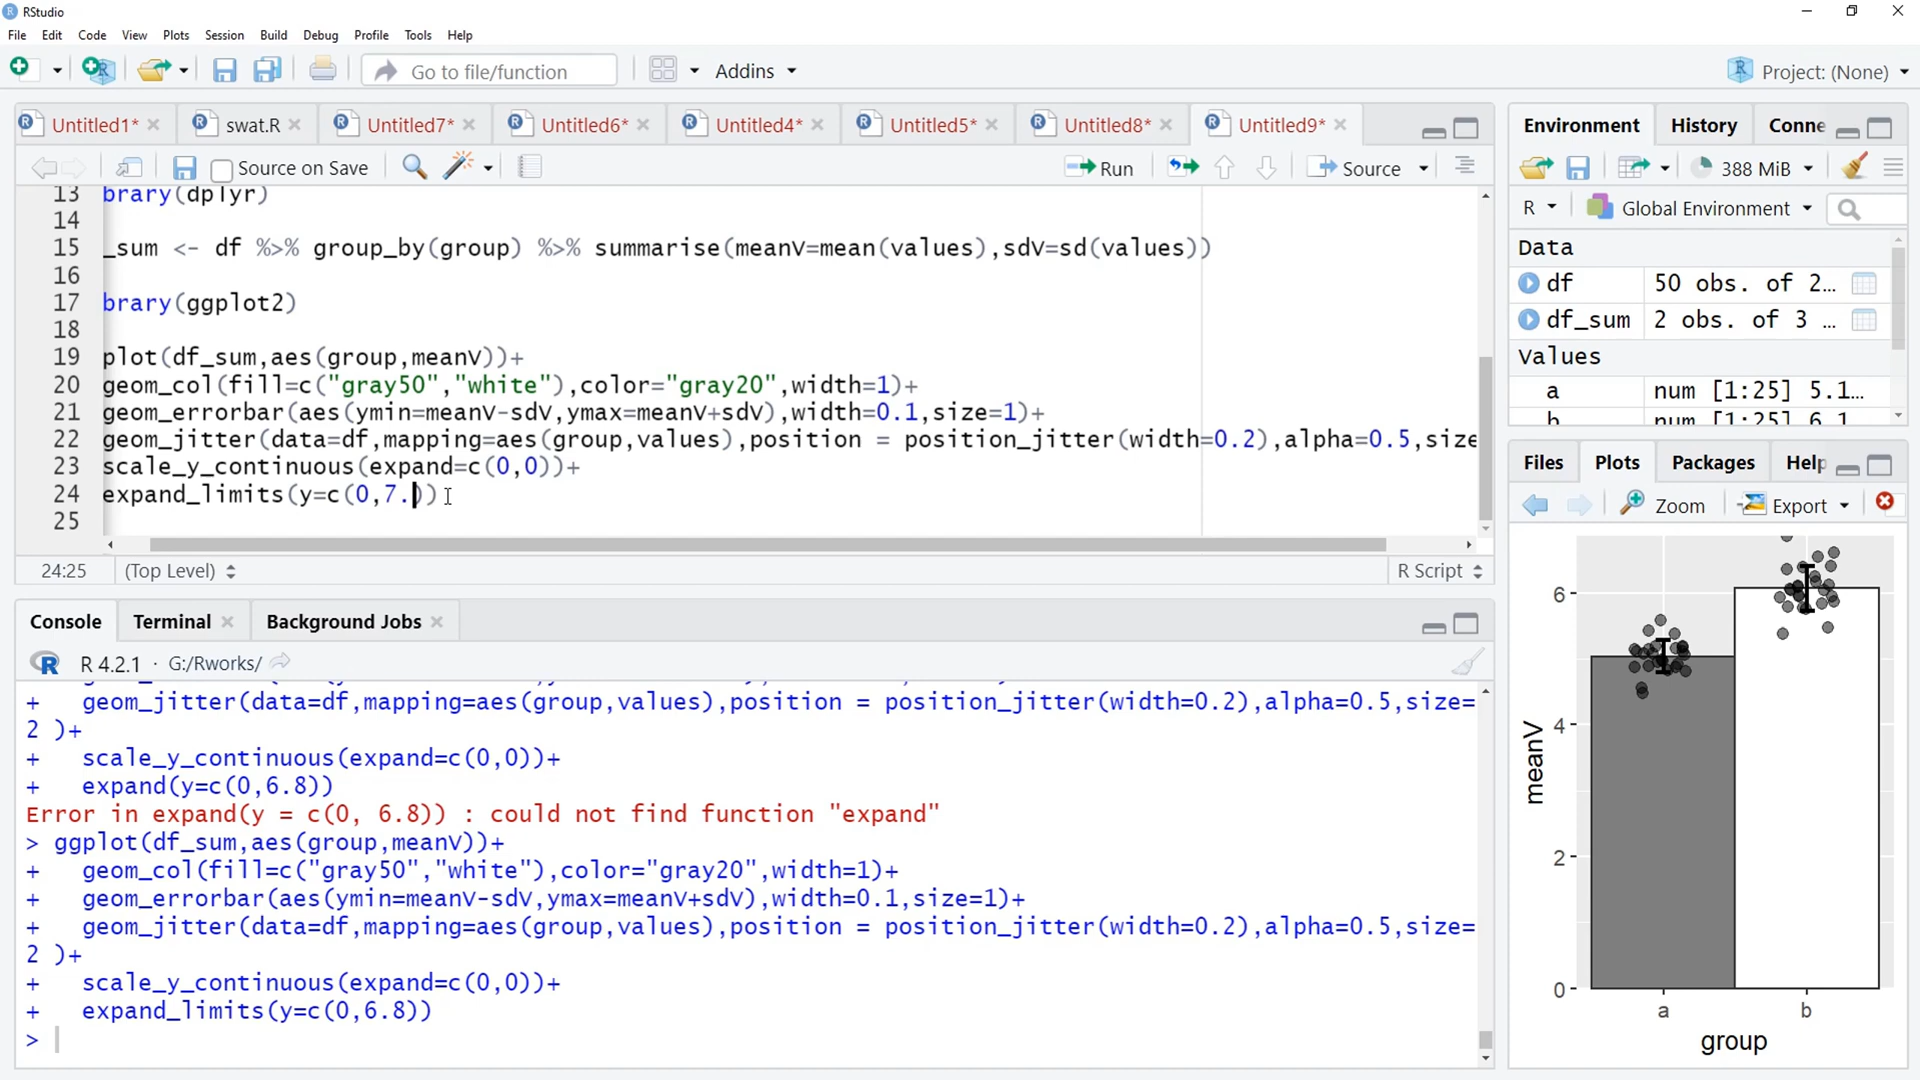 RStudio
File Edit Code View Plots Session Build Debug Profile Tools Help
Go to file/function Addins Project: (None)
Untitled1* swat.R Untitled7* Untitled6* Untitled4* Untitled5* Untitled8* Untitled9*
Source on Save Run Source
13 brary(dplyr)
14
15 _sum <- df %>% group_by(group) %>% summarise(meanV=mean(values),sdV=sd(values))
16
17 brary(ggplot2)
18
19 plot(df_sum,aes(group,meanV))+
20 geom_col(fill=c("gray50","white"),color="gray20",width=1)+
21 geom_errorbar(aes(ymin=meanV-sdV,ymax=meanV+sdV),width=0.1,size=1)+
22 geom_jitter(data=df,mapping=aes(group,values),position = position_jitter(width=0.2),alpha=0.5,size
23 scale_y_continuous(expand=c(0,0))+
24 expand_limits(y=c(0,7.))
25
24:25 (Top Level) R Script
Console Terminal Background Jobs
R 4.2.1 · G:/Rworks/
+ geom_jitter(data=df,mapping=aes(group,values),position = position_jitter(width=0.2),alpha=0.5,size=
2 )+
+ scale_y_continuous(expand=c(0,0))+
+ expand(y=c(0,6.8))
Error in expand(y = c(0, 6.8)) : could not find function "expand"
> ggplot(df_sum,aes(group,meanV))+
+ geom_col(fill=c("gray50","white"),color="gray20",width=1)+
+ geom_errorbar(aes(ymin=meanV-sdV,ymax=meanV+sdV),width=0.1,size=1)+
+ geom_jitter(data=df,mapping=aes(group,values),position = position_jitter(width=0.2),alpha=0.5,size=
2 )+
+ scale_y_continuous(expand=c(0,0))+
+ expand_limits(y=c(0,6.8))
>
Environment History Conne
388 MiB
R Global Environment
Data
df 50 obs. of 2...
df_sum 2 obs. of 3 ...
Values
a num [1:25] 5.1...
b num [1:25] 6.1
Files Plots Packages Help
Zoom Export
6
4
2
0
meanV
a b
group